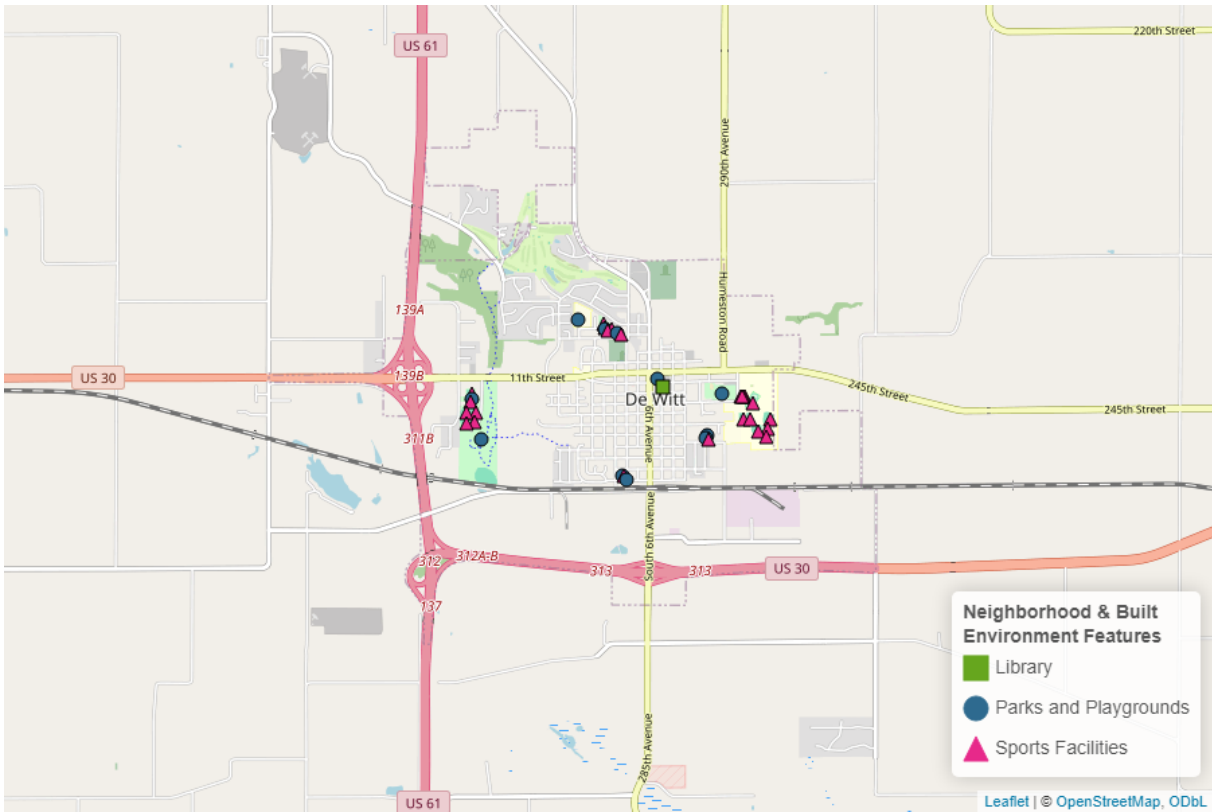 US 61
220th Street
290th Avenue
Humeston Road
139A
139B
US 30
11th Street
245th Street
245th Street
De Witt
6th Avenue
311B
South 6th Avenue
312
312A-B
313
313
US 30
137
285th Avenue
US 61
Neighborhood & Built
Environment Features
Library
Parks and Playgrounds
Sports Facilities
Leaflet | © OpenStreetMap, ODbL